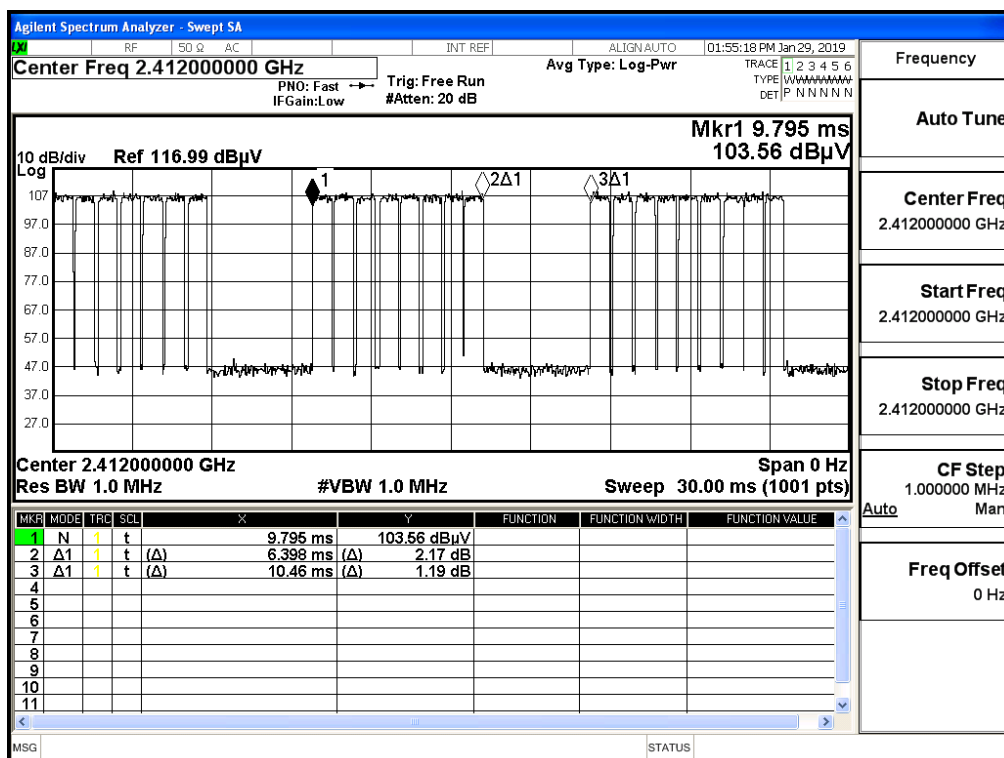 Agilent Spectrum Analyzer - Swept SA
LXI RF 50 Ω AC INT REF ALIGN AUTO 01:55:18 PM Jan 29, 2019
Center Freq 2.412000000 GHz
PNO: Fast
IFGain:Low
Trig: Free Run
#Atten: 20 dB
Avg Type: Log-Pwr
TRACE 1 2 3 4 5 6
TYPE
DET P N N N N N
Mkr1 9.795 ms
103.56 dBµV
10 dB/div Ref 116.99 dBµV
Log
1
2Δ1
3Δ1
107
97.0
87.0
77.0
67.0
57.0
47.0
37.0
27.0
Center 2.412000000 GHz Span 0 Hz
Res BW 1.0 MHz #VBW 1.0 MHz Sweep 30.00 ms (1001 pts)
MKR MODE TRC SCL X Y FUNCTION FUNCTION WIDTH FUNCTION VALUE
1 N 1 t 9.795 ms 103.56 dBµV
2 Δ1 1 t (Δ) 6.398 ms (Δ) 2.17 dB
3 Δ1 1 t (Δ) 10.46 ms (Δ) 1.19 dB
4
5
6
7
8
9
10
11
MSG STATUS
Frequency
Auto Tune
Center Freq
2.412000000 GHz
Start Freq
2.412000000 GHz
Stop Freq
2.412000000 GHz
CF Step
1.000000 MHz
Auto Man
Freq Offset
0 Hz